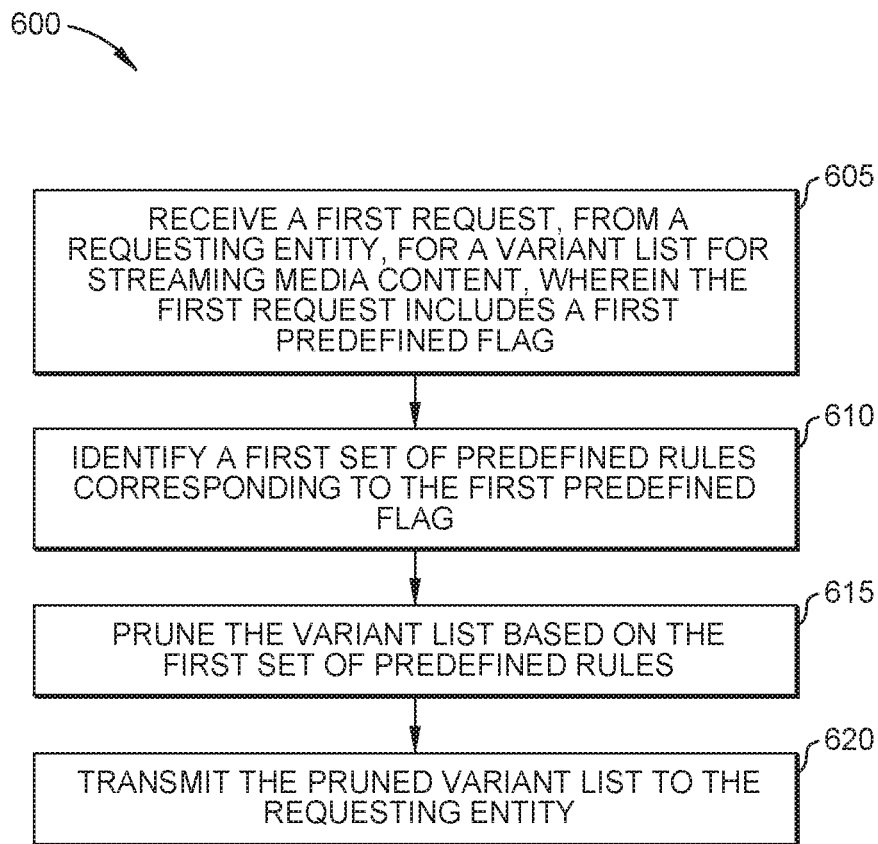 600
605
RECEIVE A FIRST REQUEST, FROM A
REQUESTING ENTITY, FOR A VARIANT LIST FOR
STREAMING MEDIA CONTENT, WHEREIN THE
FIRST REQUEST INCLUDES A FIRST
PREDEFINED FLAG
610
IDENTIFY A FIRST SET OF PREDEFINED RULES
CORRESPONDING TO THE FIRST PREDEFINED
FLAG
615
PRUNE THE VARIANT LIST BASED ON THE
FIRST SET OF PREDEFINED RULES
620
TRANSMIT THE PRUNED VARIANT LIST TO THE
REQUESTING ENTITY